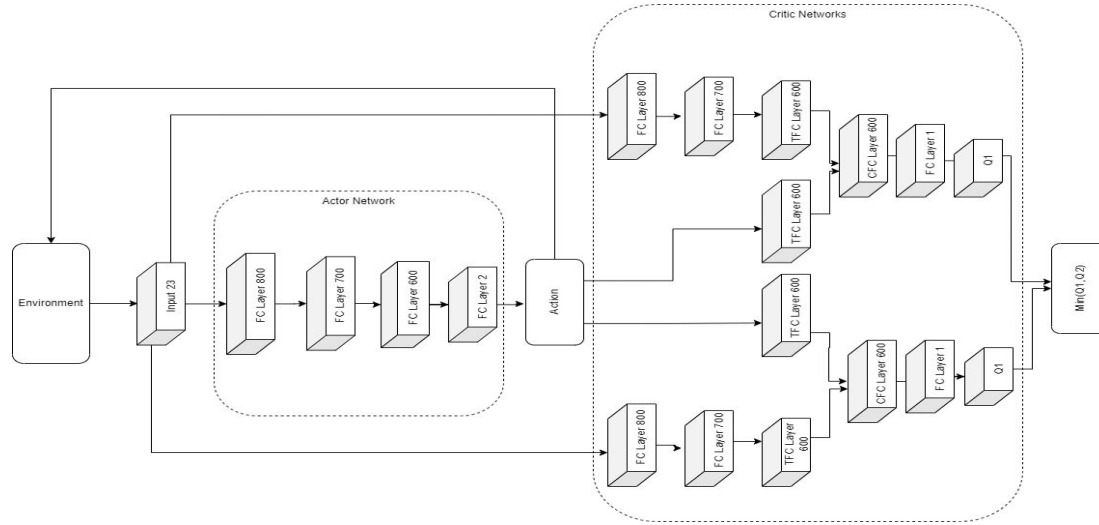 Critic Networks
FC Layer 800
FC Layer 700
TFC Layer 600
CFC Layer 600
FC Layer 1
Q1
TFC Layer 600
Actor Network
Environment
Input 23
FC Layer 800
FC Layer 700
FC Layer 600
FC Layer 2
Action
Min(Q1,Q2)
TFC Layer 600
CFC Layer 600
FC Layer 1
Q1
FC Layer 800
FC Layer 700
TFC Layer
600